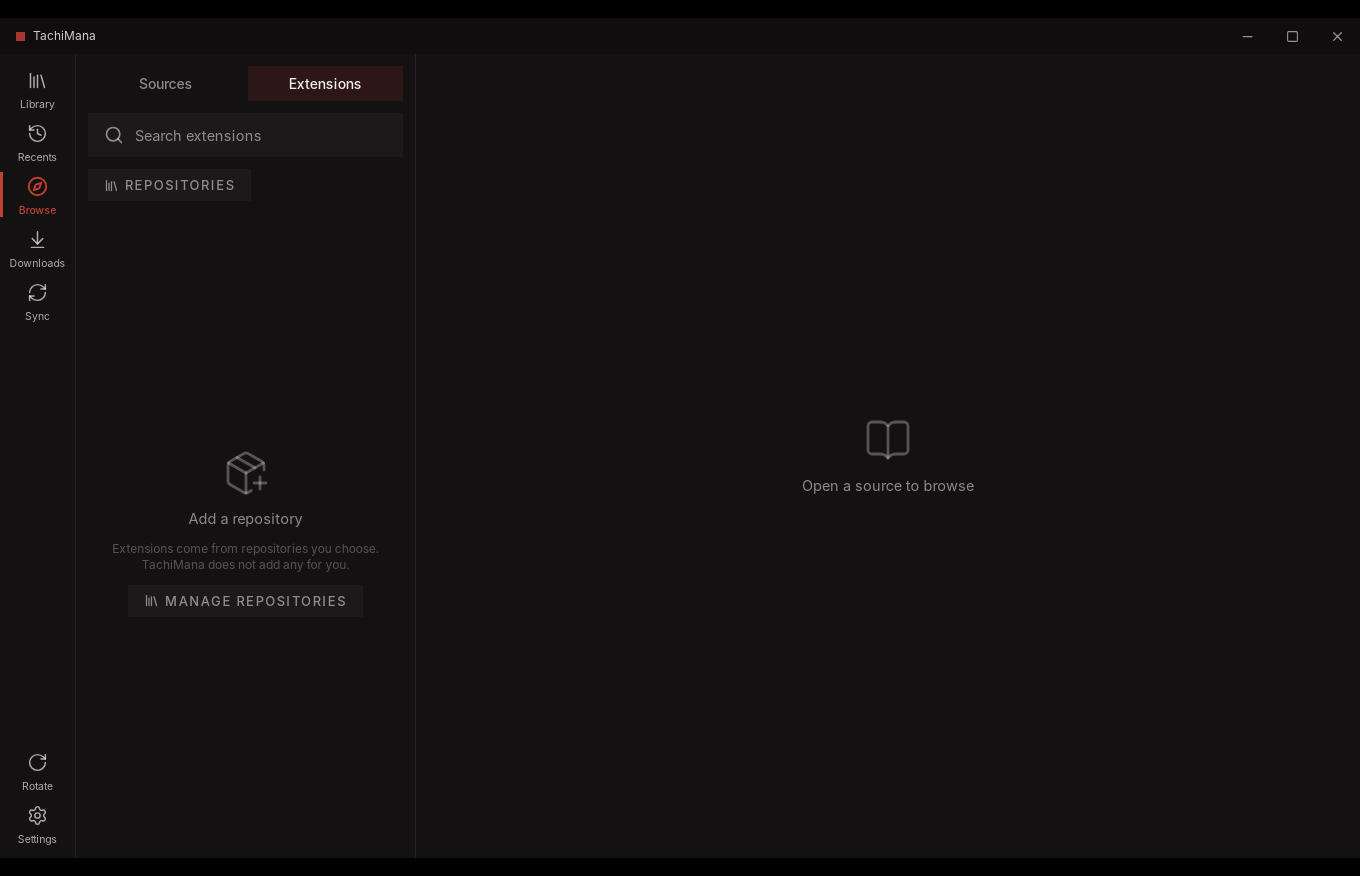 TachiMana
Library
Recents
Browse
Downloads
Sync
Rotate
Settings
Sources
Extensions
Search extensions
REPOSITORIES
Add a repository
Extensions come from repositories you choose.
TachiMana does not add any for you.
MANAGE REPOSITORIES
Open a source to browse